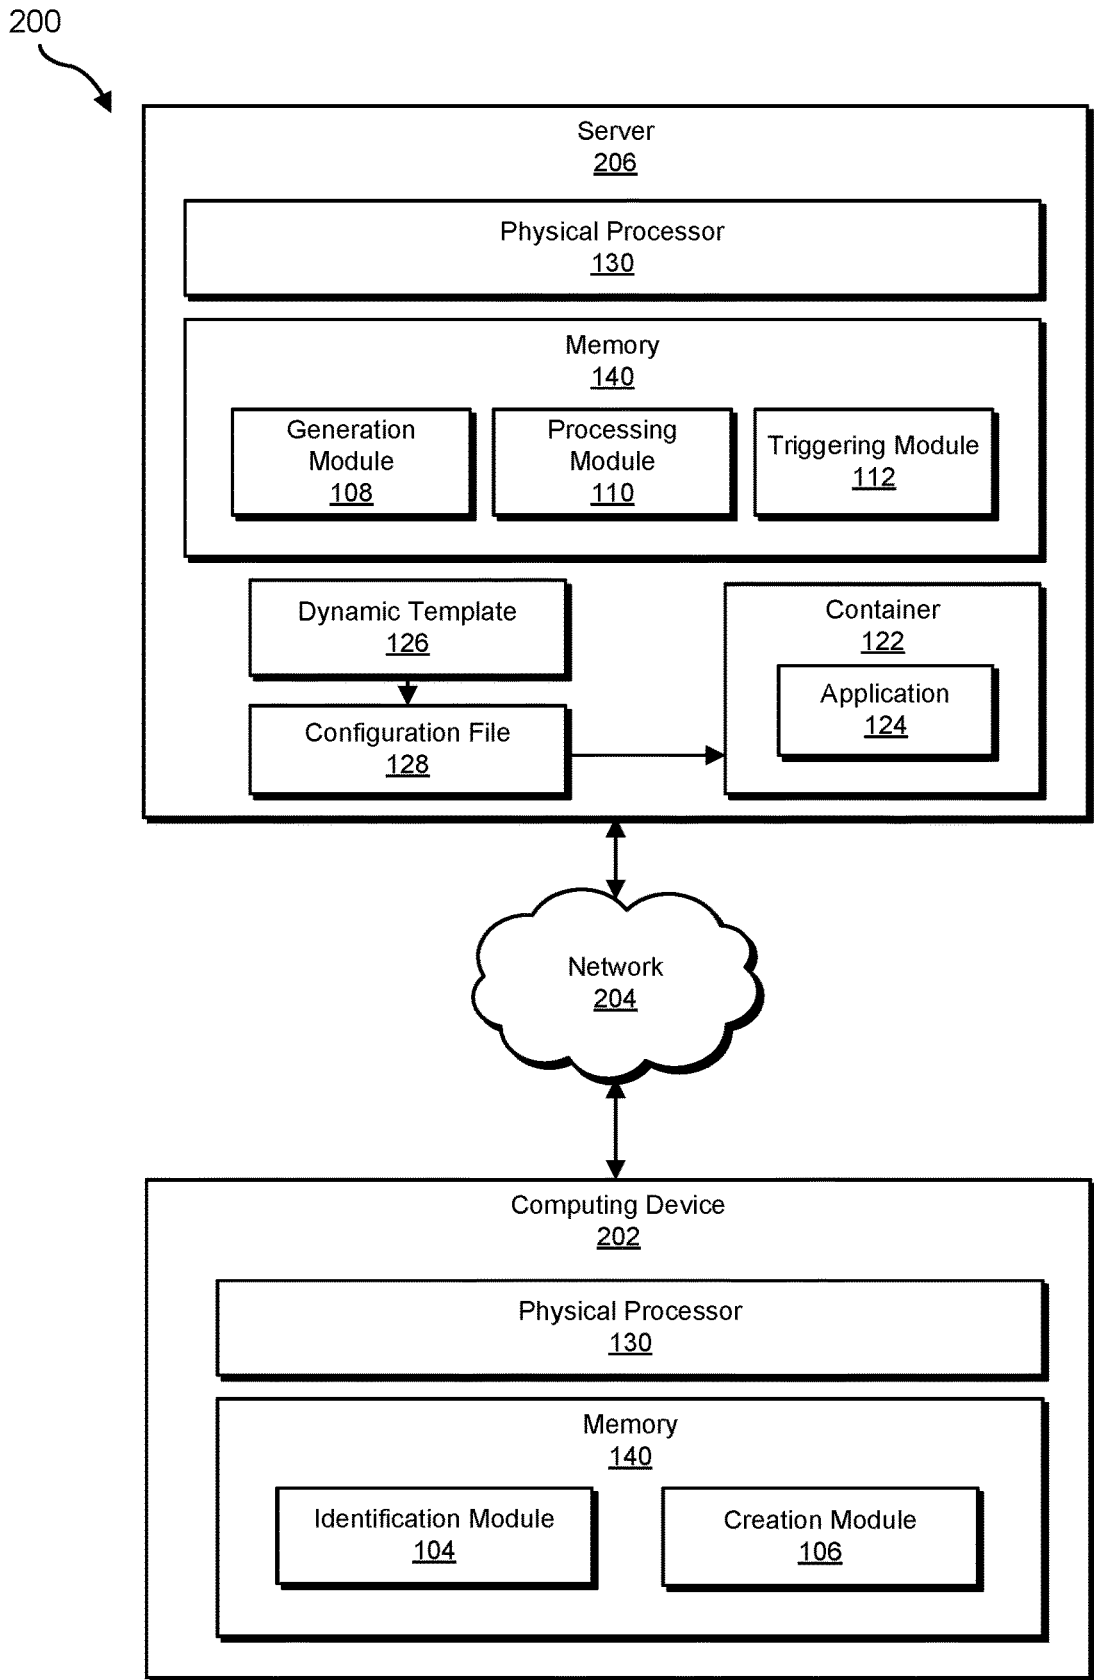 200
Server
206
Physical Processor
130
Memory
140
Generation
Module
108
Processing
Module
110
Triggering Module
112
Dynamic Template
126
Configuration File
128
Container
122
Application
124
Network
204
Computing Device
202
Physical Processor
130
Memory
140
Identification Module
104
Creation Module
106